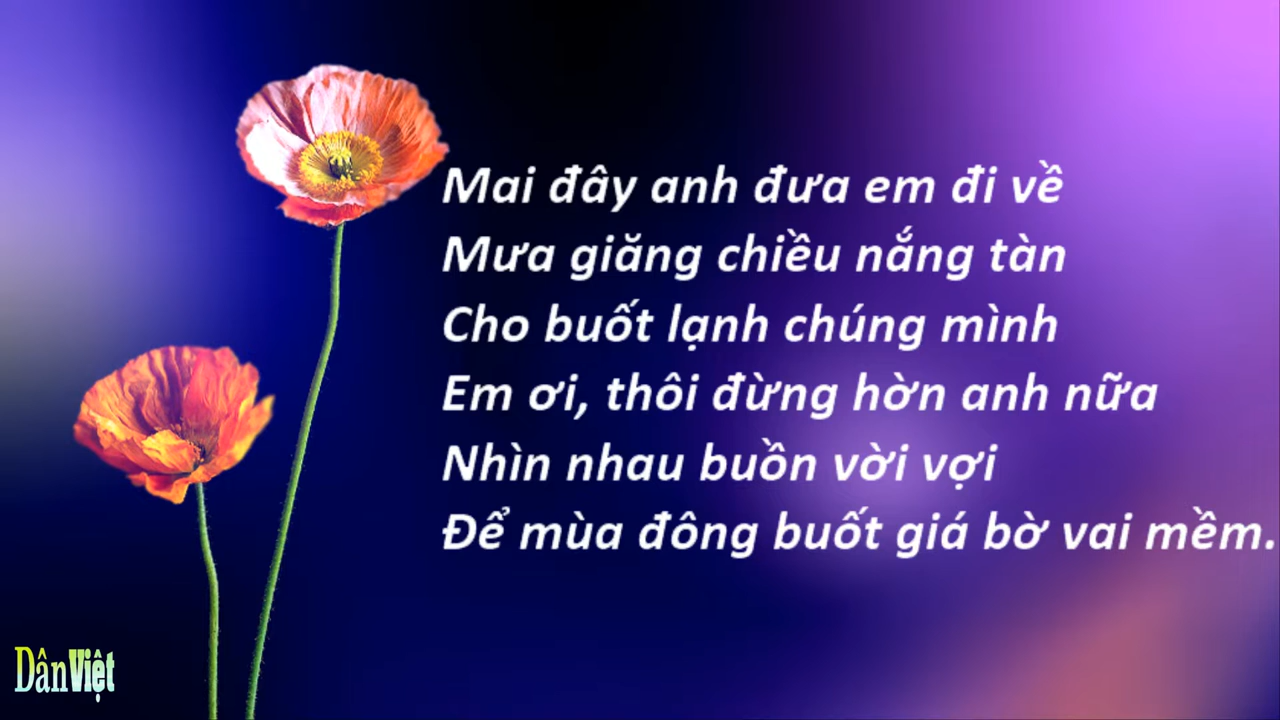 Mai đây anh đưa em đi về
Mưa giăng chiều nắng tàn
Cho buốt lạnh chúng mình
Em ơi, thôi đừng hờn anh nữa
Nhìn nhau buồn vời vợi
Để mùa đông buốt giá bờ vai mềm.
DânViệt